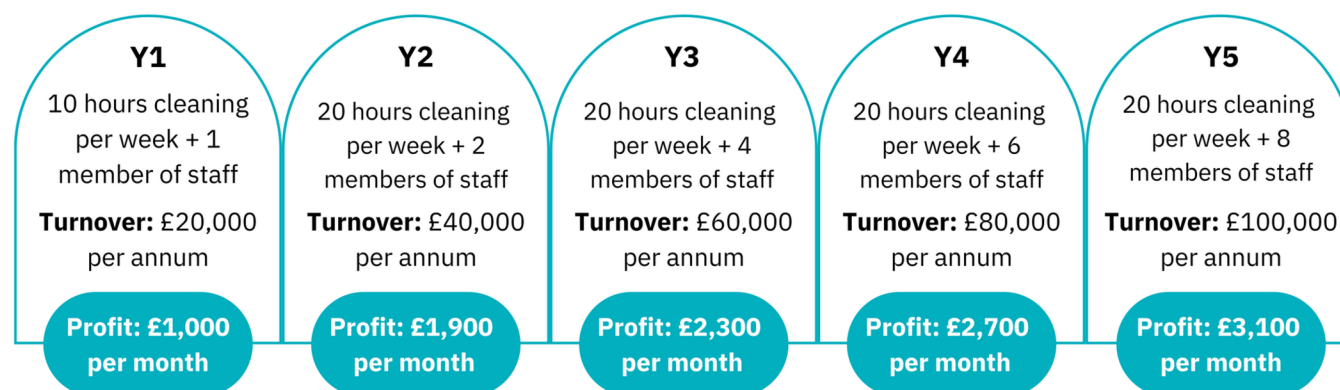 Y1
10 hours cleaning
per week + 1
member of staff
Turnover: £20,000
per annum
Profit: £1,000
per month
Y2
20 hours cleaning
per week + 2
members of staff
Turnover: £40,000
per annum
Profit: £1,900
per month
Y3
20 hours cleaning
per week + 4
members of staff
Turnover: £60,000
per annum
Profit: £2,300
per month
Y4
20 hours cleaning
per week + 6
members of staff
Turnover: £80,000
per annum
Profit: £2,700
per month
Y5
20 hours cleaning
per week + 8
members of staff
Turnover: £100,000
per annum
Profit: £3,100
per month